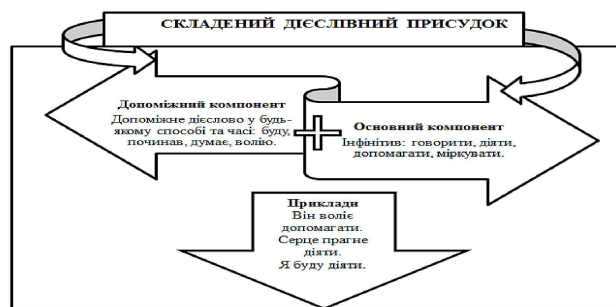 СКЛАДЕНИЙ ДІЄСЛІВНИЙ ПРИСУДОК
Допоміжний компонент
Допоміжне дієслово у будь-
якому способі та часі: буду,
починав, думає, волію.
Основний компонент
Інфінітив: говорити, діяти,
допомагати, міркувати.
Приклади
Він воліє
допомагати.
Серце прагне
діяти.
Я буду діяти.